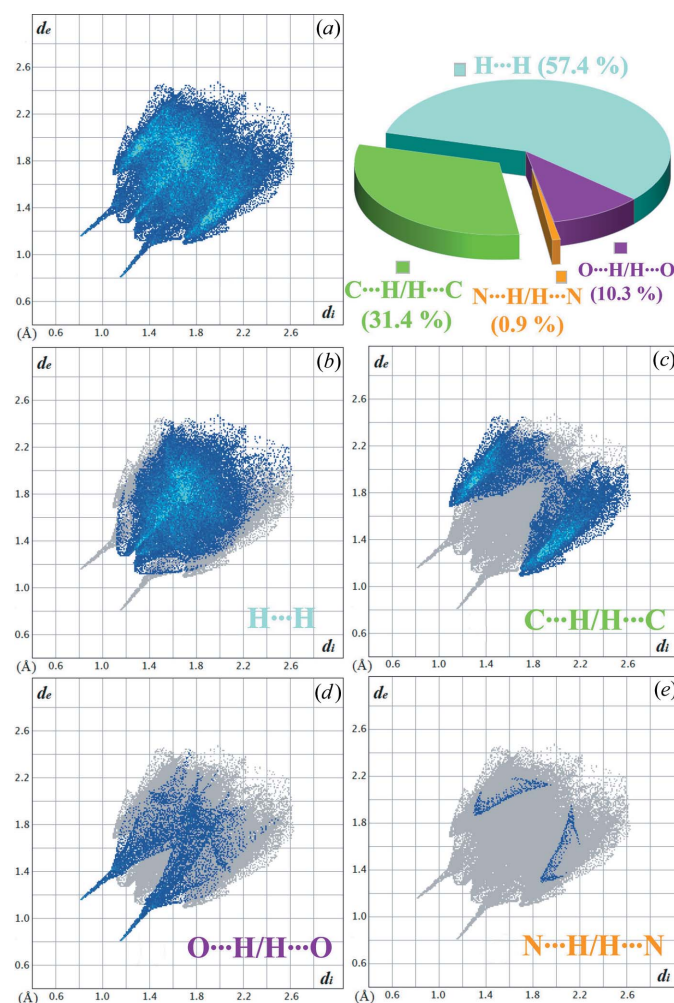 de
(a)
2.6
2.2
1.8
1.4
1.0
0.6
(Å)
0.6 1.0 1.4 1.8 2.2 2.6
di
H···H (57.4 %)
O···H/H···O
(10.3 %)
C···H/H···C
(31.4 %)
N···H/H···N
(0.9 %)
de
(b)
2.6
2.2
1.8
1.4
1.0
0.6
H···H
(Å)
0.6 1.0 1.4 1.8 2.2 2.6
di
de
(c)
2.6
2.2
1.8
1.4
1.0
0.6
C···H/H···C
(Å)
0.6 1.0 1.4 1.8 2.2 2.6
di
de
(d)
2.6
2.2
1.8
1.4
1.0
0.6
O···H/H···O
(Å)
0.6 1.0 1.4 1.8 2.2 2.6
di
de
(e)
2.6
2.2
1.8
1.4
1.0
0.6
N···H/H···N
(Å)
0.6 1.0 1.4 1.8 2.2 2.6
di